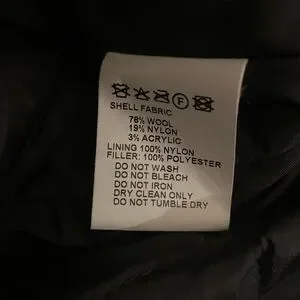 F
SHELL FABRIC
78% WOOL
19% NYLON
3% ACRYLIC
LINING 100% NYLON
FILLER: 100% POLYESTER
DO NOT WASH
DO NOT BLEACH
DO NOT IRON
DRY CLEAN ONLY
DO NOT TUMBLE DRY